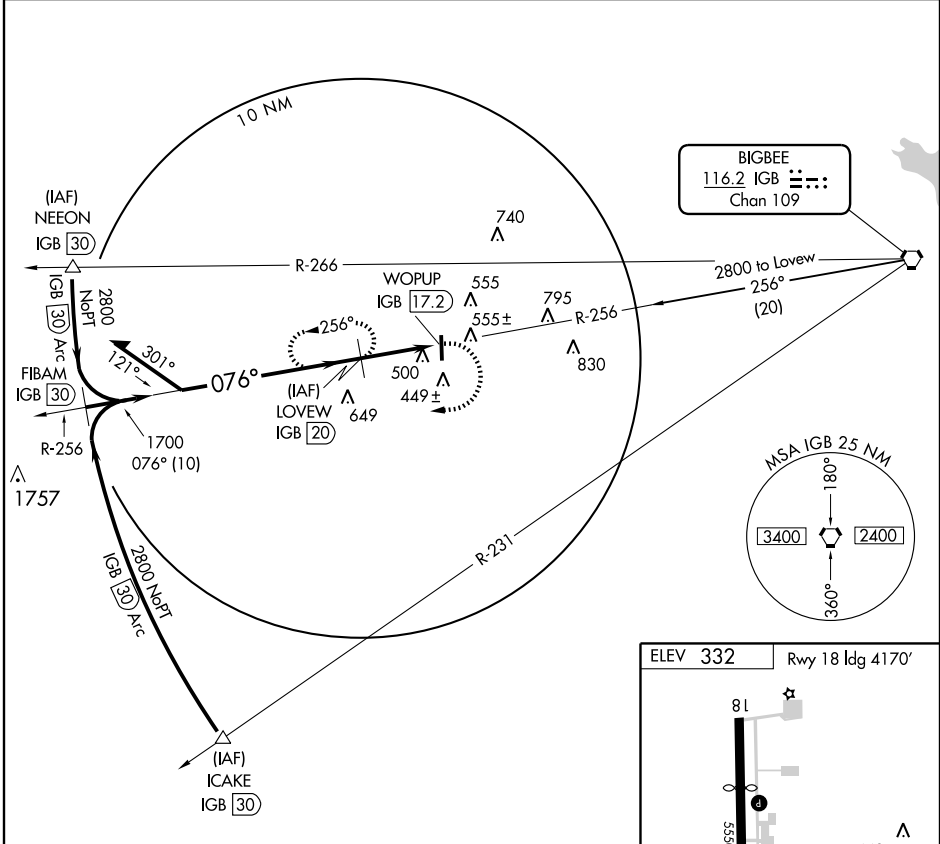 10 NM
BIGBEE
116.2 IGB
Chan 109
(IAF)
NEEON
IGB 30
R-266
740
WOPUP
IGB 17.2
555
555±
795
830
2800 to Lovew
256°
(20)
R-256
2800
NoPT
IGB 30 Arc
301°
121°
256°
076°
FIBAM
IGB 30
R-256
1700
076° (10)
(IAF)
LOVEW
IGB 20
649
500
449±
1757
2800 NoPT
IGB 30 Arc
R-231
MSA IGB 25 NM
180°
3400
2400
360°
(IAF)
ICAKE
IGB 30
ELEV 332
Rwy 18 ldg 4170'
18
P